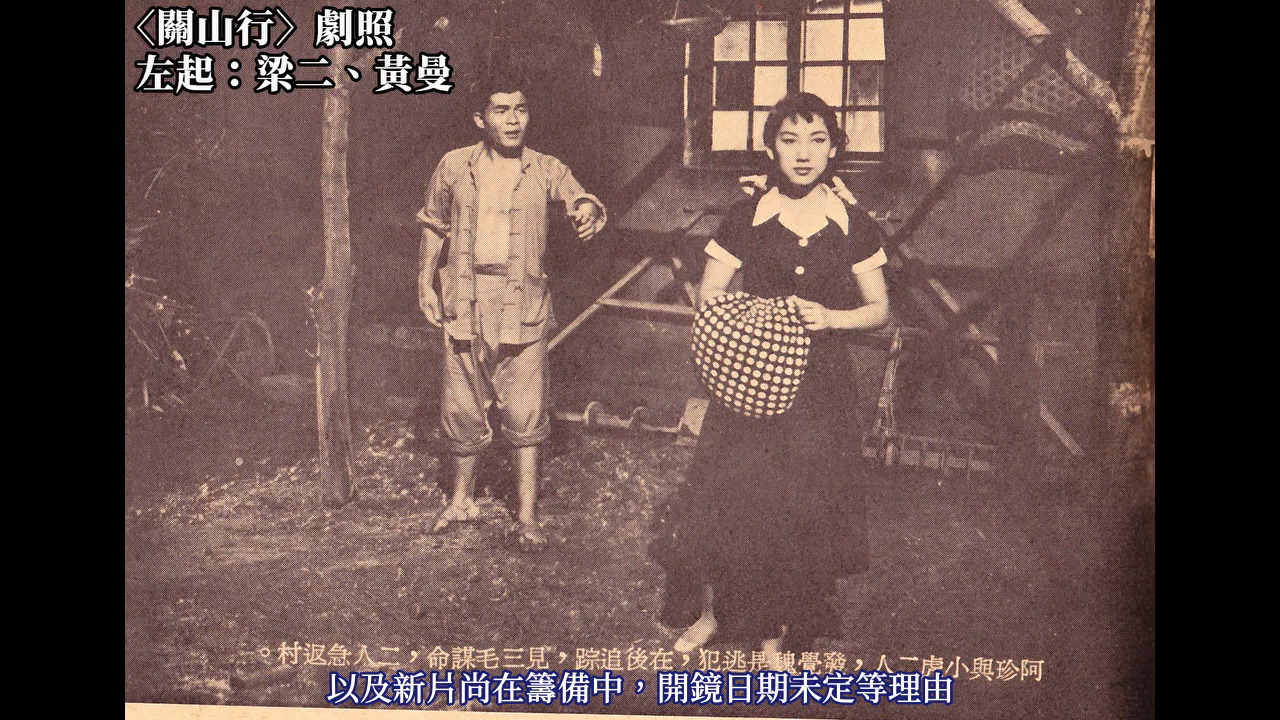 〈關山行〉劇照
左起：梁二、黃曼
阿珍與小虎二人，發覺魏是逃犯，在後追踪，見三毛謀命，二人急返村。
以及新片尚在籌備中，開鏡日期未定等理由